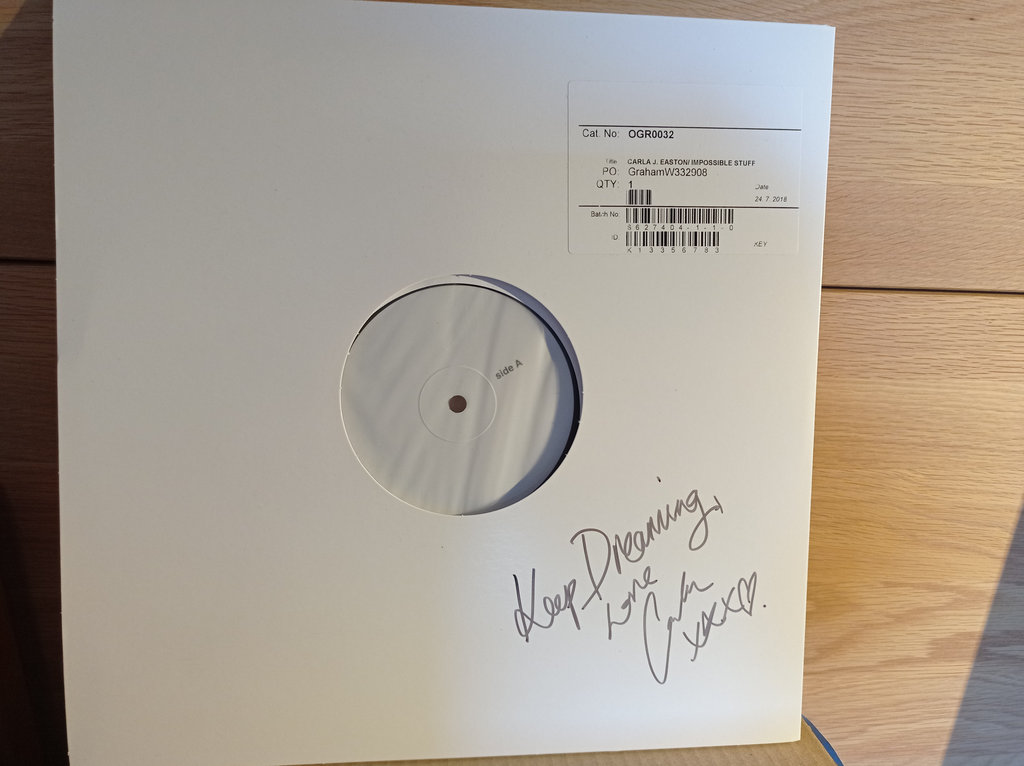 Cat. No: OGR0032
Title CARLA J. EASTON/ IMPOSSIBLE STUFF
PO: GrahamW332908
QTY: 1
Date
24. 7. 2018
Batch No
S627404-1-1-0
ID
K13356783
KEY
side A
Keep Dreaming,
Love
Carla
xxx♡.